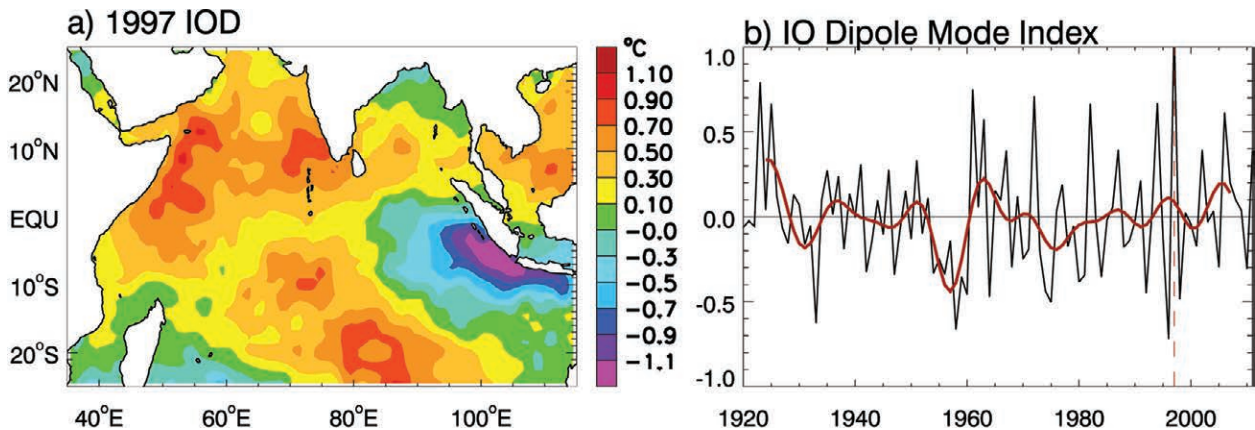 a) 1997 IOD
°C
20°N
10°N
EQU
10°S
20°S
40°E 60°E 80°E 100°E
1.10
0.90
0.70
0.50
0.30
0.10
-0.0
-0.3
-0.5
-0.7
-0.9
-1.1
b) IO Dipole Mode Index
1.0
0.5
0.0
-0.5
-1.0
1920 1940 1960 1980 2000